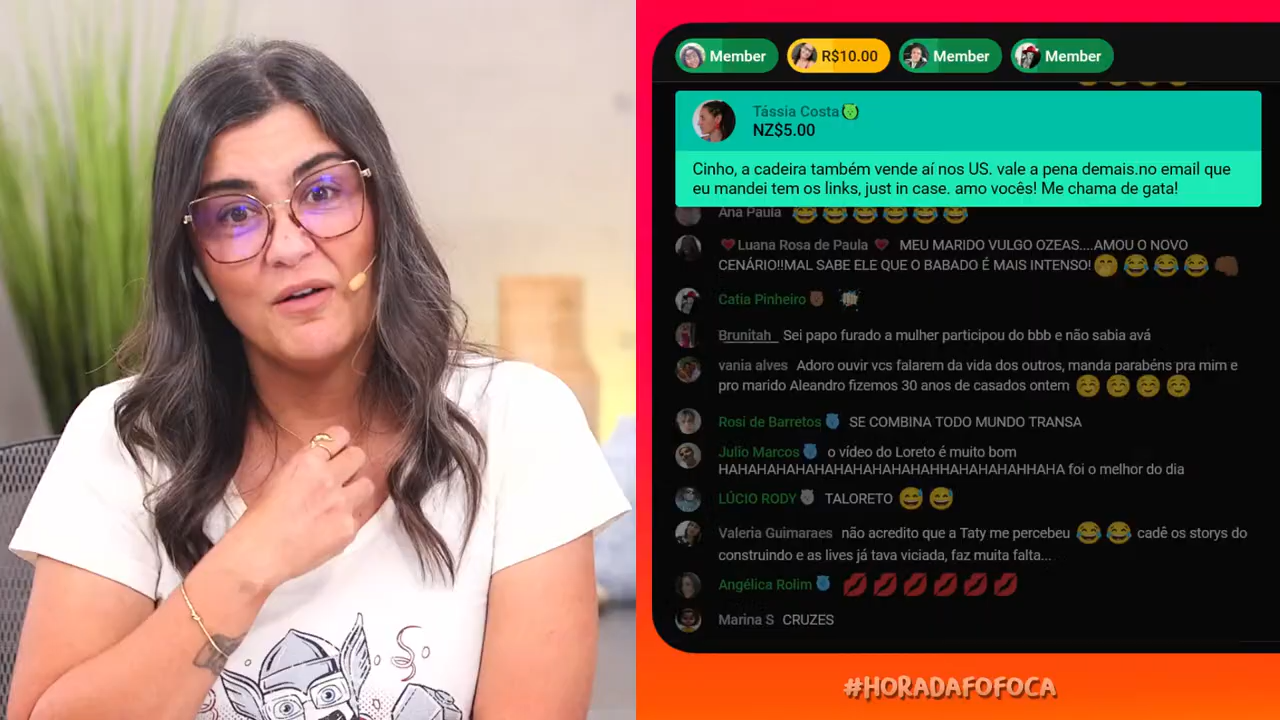 Member
R$10.00
Member
Member
Tássia Costa
NZ$5.00
Cinho, a cadeira também vende aí nos US. vale a pena demais.no email que
eu mandei tem os links, just in case. amo vocês! Me chama de gata!
Ana Paula
Luana Rosa de Paula MEU MARIDO VULGO OZEAS....AMOU O NOVO
CENÁRIO!!MAL SABE ELE QUE O BABADO É MAIS INTENSO!
Catia Pinheiro
Brunitah_ Sei papo furado a mulher participou do bbb e não sabia avá
vania alves Adoro ouvir vcs falarem da vida dos outros, manda parabéns pra mim e
pro marido Aleandro fizemos 30 anos de casados ontem
Rosi de Barretos SE COMBINA TODO MUNDO TRANSA
Julio Marcos o vídeo do Loreto é muito bom
HAHAHAHAHAHAHAHAHAHAHAHHAHAHAHAHHAHA foi o melhor do dia
LÚCIO RODY TALORETO
Valeria Guimaraes não acredito que a Taty me percebeu cadê os storys do
construindo e as lives já tava viciada, faz muita falta...
Angélica Rolim
Marina S CRUZES
#HORADAFOFOCA